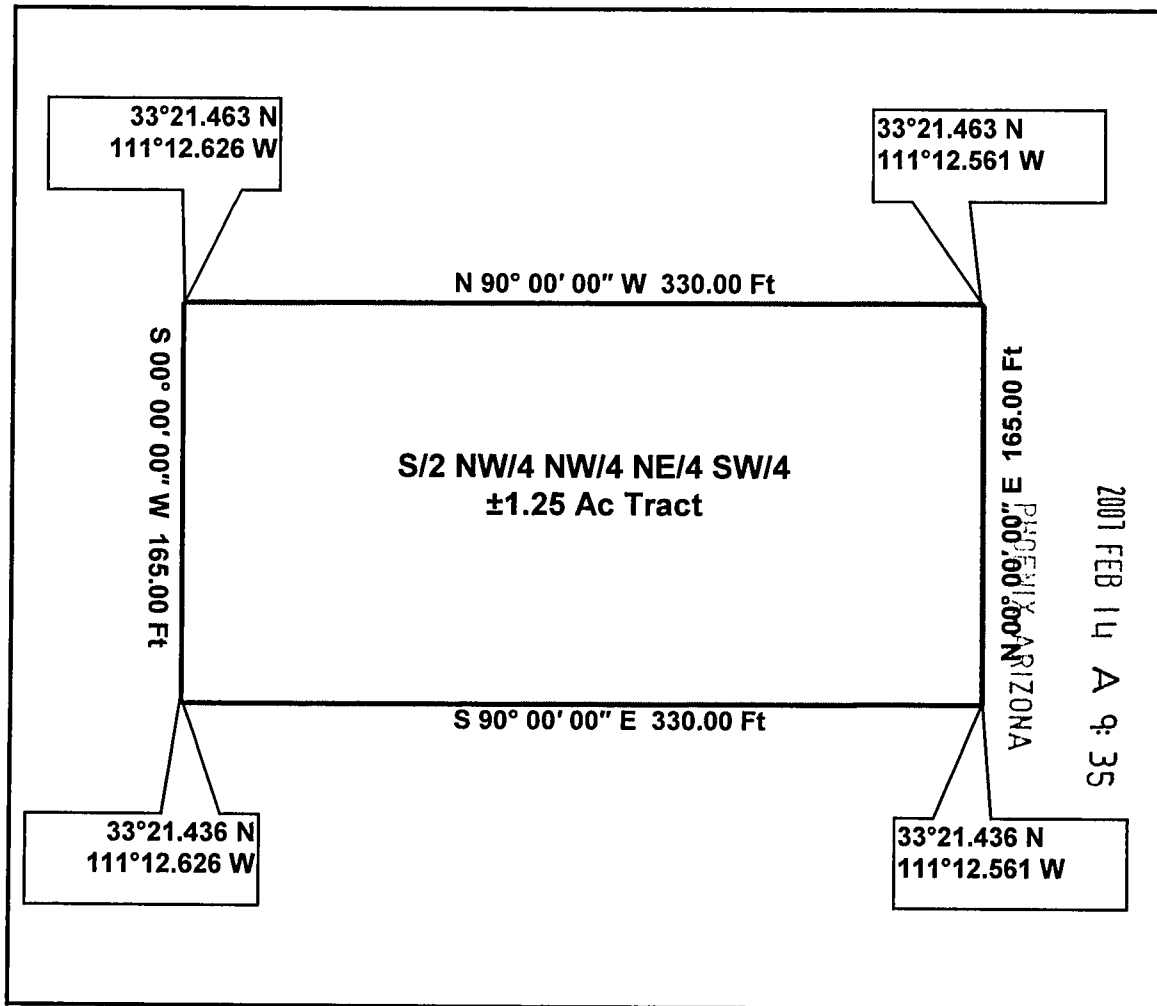 33°21.463 N
111°12.626 W
33°21.463 N
111°12.561 W
N 90° 00' 00" W 330.00 Ft
S 00° 00' 00" W 165.00 Ft
S/2 NW/4 NW/4 NE/4 SW/4
±1.25 Ac Tract
N 00° 00' 00" E 165.00 Ft
PHOENIX ARIZONA
2007 FEB 14 A 9:35
S 90° 00' 00" E 330.00 Ft
33°21.436 N
111°12.626 W
33°21.436 N
111°12.561 W